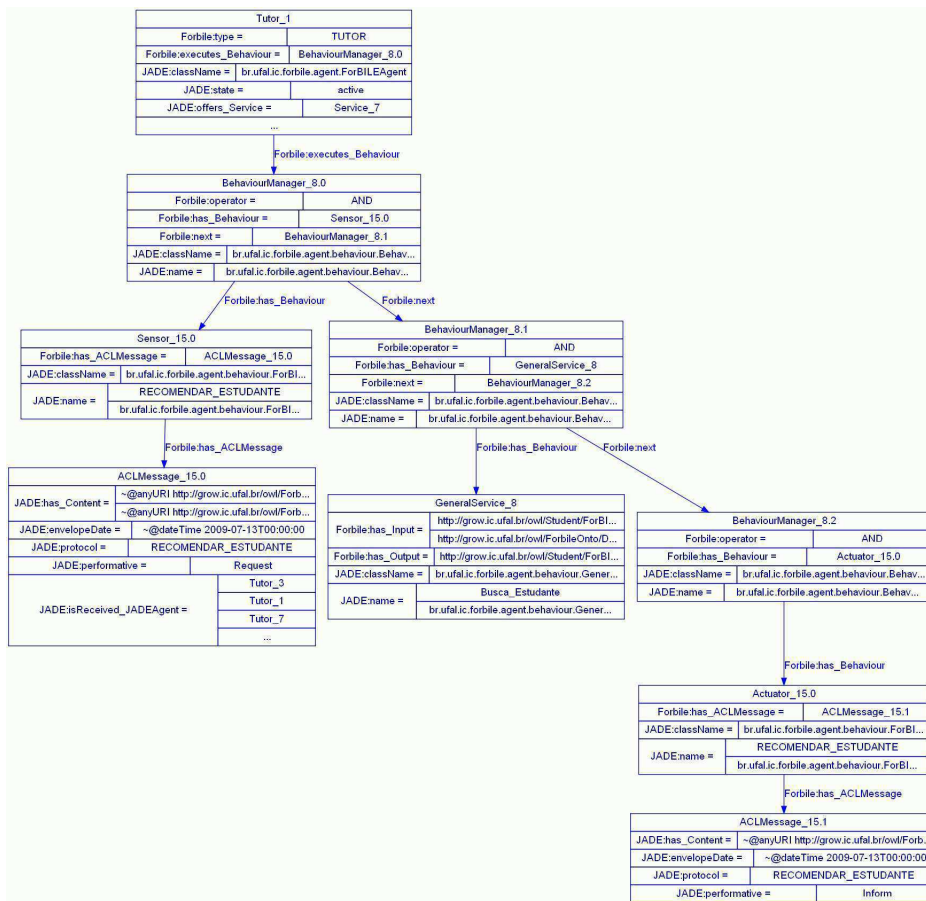 Tutor_1
Forbile:type = TUTOR
Forbile:executes_Behaviour = BehaviourManager_8.0
JADE:className = br.ufal.ic.forbile.agent.ForBILEAgent
JADE:state = active
JADE:offers_Service = Service_7
...
Forbile:executes_Behaviour
BehaviourManager_8.0
Forbile:operator = AND
Forbile:has_Behaviour = Sensor_15.0
Forbile:next = BehaviourManager_8.1
JADE:className = br.ufal.ic.forbile.agent.behaviour.Behav...
JADE:name = br.ufal.ic.forbile.agent.behaviour.Behav...
Forbile:has_Behaviour
Forbile:next
Sensor_15.0
Forbile:has_ACLMessage = ACLMessage_15.0
JADE:className = br.ufal.ic.forbile.agent.behaviour.ForBI...
JADE:name = RECOMENDAR_ESTUDANTE
br.ufal.ic.forbile.agent.behaviour.ForBI...
BehaviourManager_8.1
Forbile:operator = AND
Forbile:has_Behaviour = GeneralService_8
Forbile:next = BehaviourManager_8.2
JADE:className = br.ufal.ic.forbile.agent.behaviour.Behav...
JADE:name = br.ufal.ic.forbile.agent.behaviour.Behav...
Forbile:has_ACLMessage
Forbile:has_Behaviour
Forbile:next
ACLMessage_15.0
JADE:has_Content = ~@anyURI http://grow.ic.ufal.br/owl/Forb...
~@anyURI http://grow.ic.ufal.br/owl/Forb...
JADE:envelopeDate = ~@dateTime 2009-07-13T00:00:00
JADE:protocol = RECOMENDAR_ESTUDANTE
JADE:performative = Request
JADE:isReceived_JADEAgent = Tutor_3
Tutor_1
Tutor_7
...
GeneralService_8
Forbile:has_Input = http://grow.ic.ufal.br/owl/Student/ForBI...
http://grow.ic.ufal.br/owl/ForbileOnto/D...
Forbile:has_Output = http://grow.ic.ufal.br/owl/Student/ForBI...
JADE:className = br.ufal.ic.forbile.agent.behaviour.Gener...
JADE:name = Busca_Estudante
br.ufal.ic.forbile.agent.behaviour.Gener...
BehaviourManager_8.2
Forbile:operator = AND
Forbile:has_Behaviour = Actuator_15.0
JADE:className = br.ufal.ic.forbile.agent.behaviour.Behav...
JADE:name = br.ufal.ic.forbile.agent.behaviour.Behav...
Forbile:has_Behaviour
Actuator_15.0
Forbile:has_ACLMessage = ACLMessage_15.1
JADE:className = br.ufal.ic.forbile.agent.behaviour.ForBI...
JADE:name = RECOMENDAR_ESTUDANTE
br.ufal.ic.forbile.agent.behaviour.ForBI...
Forbile:has_ACLMessage
ACLMessage_15.1
JADE:has_Content = ~@anyURI http://grow.ic.ufal.br/owl/Forb..
JADE:envelopeDate = ~@dateTime 2009-07-13T00:00:00
JADE:protocol = RECOMENDAR_ESTUDANTE
JADE:performative = Inform